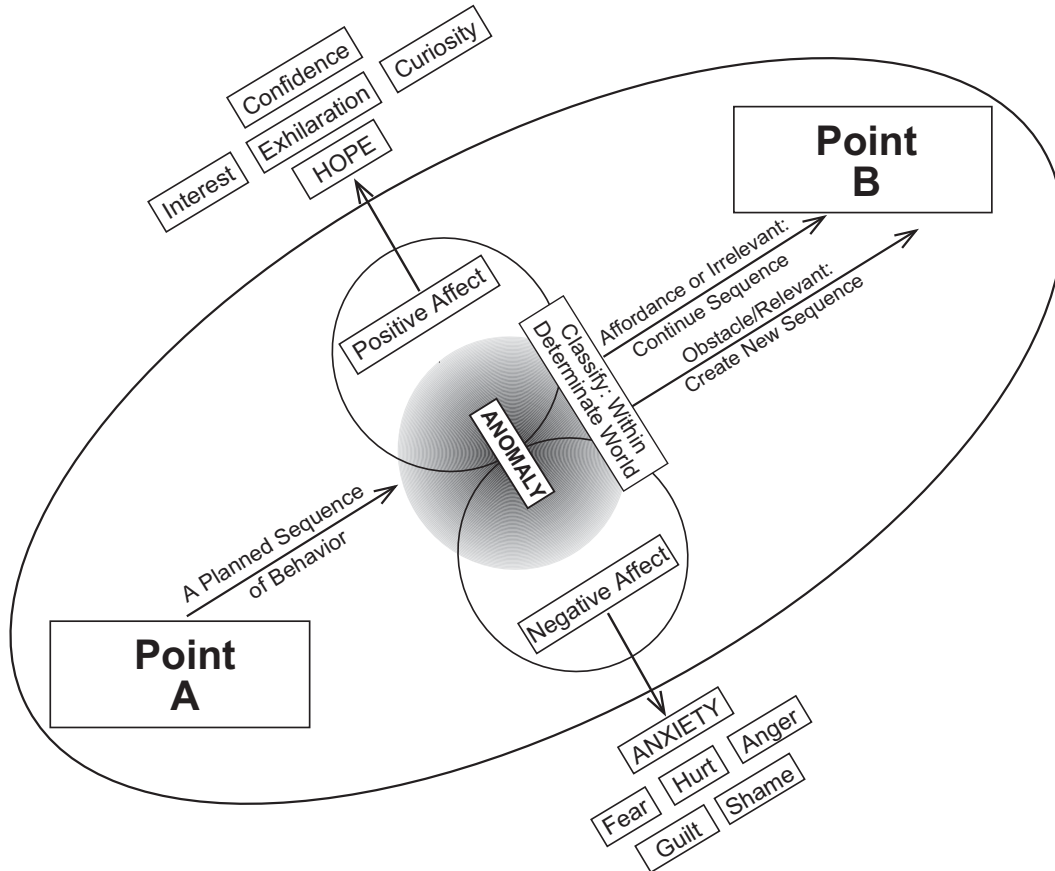 Confidence
Curiosity
Exhilaration
Interest
HOPE
Point
B
Positive Affect
Affordance or Irrelevant:
Continue Sequence
Obstacle/Relevant:
Create New Sequence
Classify: Within
Determinate World
ANOMALY
A Planned Sequence
of Behavior
Negative Affect
Point
A
ANXIETY
Anger
Hurt
Fear
Shame
Guilt